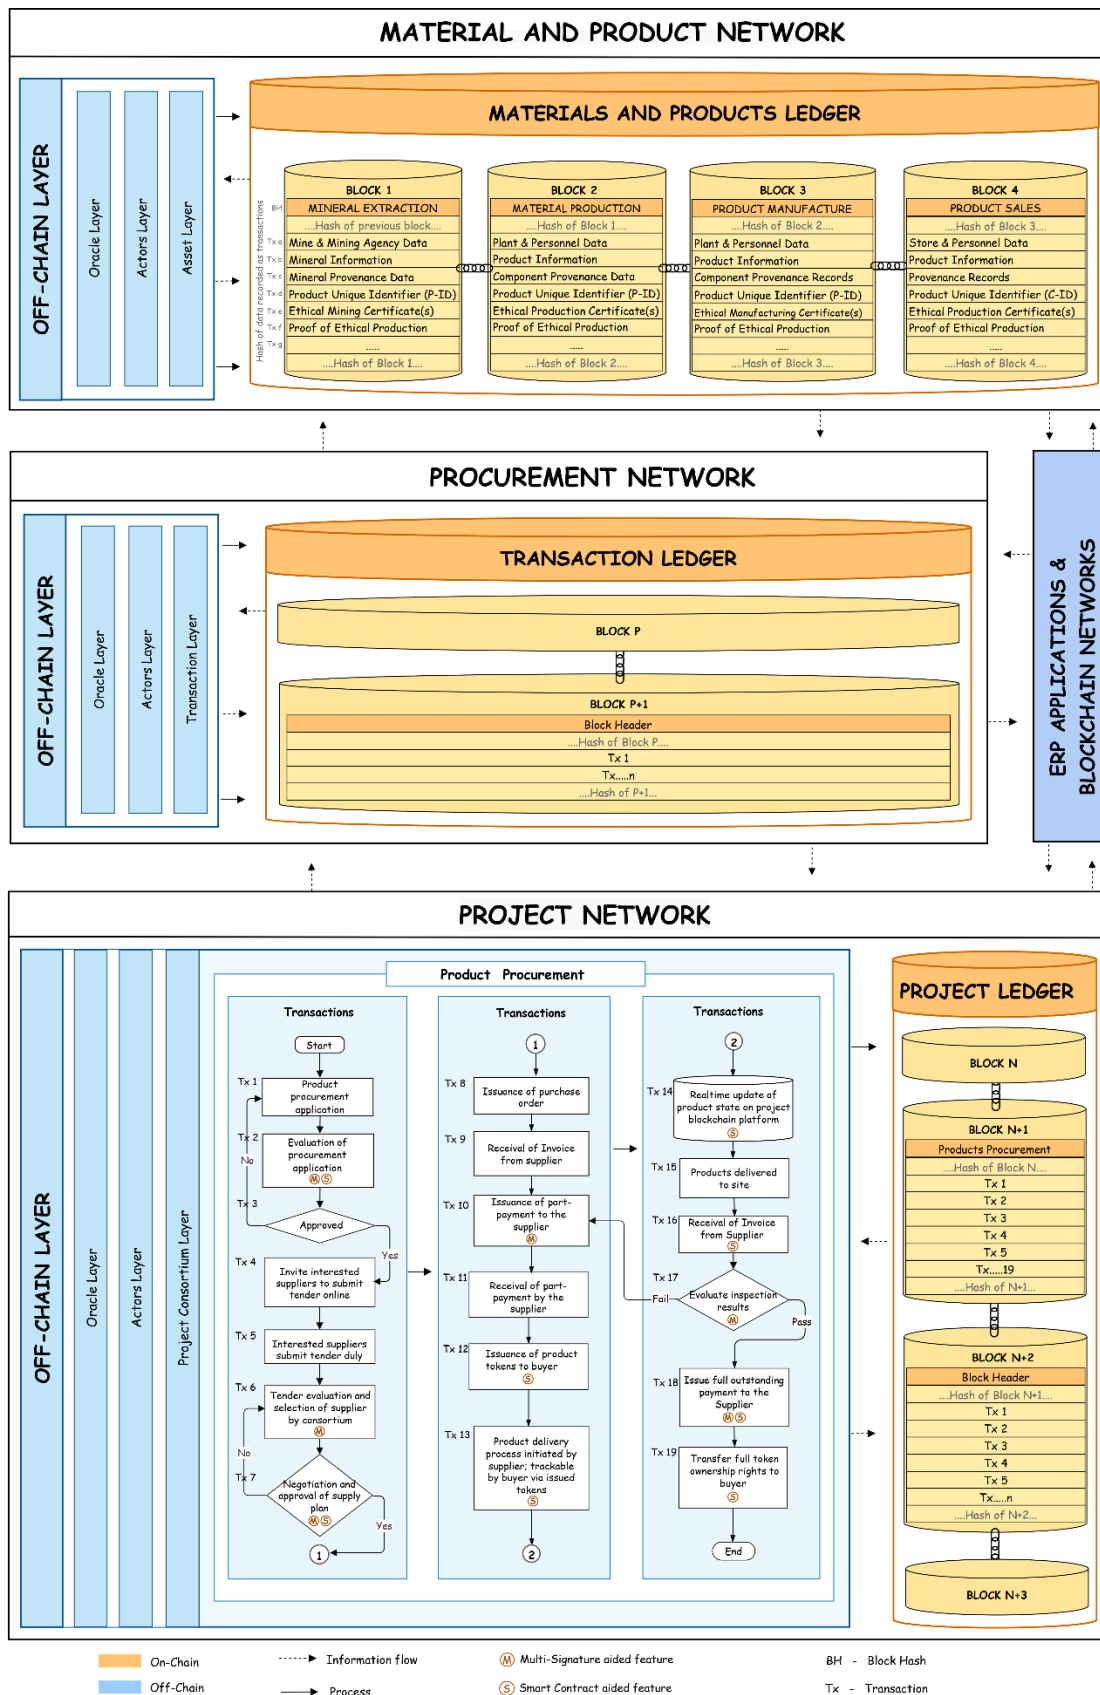 MATERIAL AND PRODUCT NETWORK
OFF-CHAIN LAYER
Oracle Layer
Actors Layer
Asset Layer
MATERIALS AND PRODUCTS LEDGER
Hash of data recorded as transactions
BH
Tx a
Tx b
Tx c
Tx d
Tx e
Tx f
Tx g
BLOCK 1
MINERAL EXTRACTION
....Hash of previous block....
Mine & Mining Agency Data
Mineral Information
Mineral Provenance Data
Product Unique Identifier (P-ID)
Ethical Mining Certificate(s)
Proof of Ethical Production
.....
....Hash of Block 1....
BLOCK 2
MATERIAL PRODUCTION
....Hash of Block 1....
Plant & Personnel Data
Product Information
Component Provenance Data
Product Unique Identifier (P-ID)
Ethical Production Certificate(s)
Proof of Ethical Production
.....
....Hash of Block 2....
BLOCK 3
PRODUCT MANUFACTURE
....Hash of Block 2....
Plant & Personnel Data
Product Information
Component Provenance Records
Product Unique Identifier (P-ID)
Ethical Manufacturing Certificate(s)
Proof of Ethical Production
.....
....Hash of Block 3....
BLOCK 4
PRODUCT SALES
....Hash of Block 3....
Store & Personnel Data
Product Information
Provenance Records
Product Unique Identifier (C-ID)
Ethical Production Certificate(s)
Proof of Ethical Production
.....
....Hash of Block 4....
PROCUREMENT NETWORK
OFF-CHAIN LAYER
Oracle Layer
Actors Layer
Transaction Layer
TRANSACTION LEDGER
BLOCK P
BLOCK P+1
Block Header
....Hash of Block P....
Tx 1
Tx.....n
....Hash of P+1...
ERP APPLICATIONS &
BLOCKCHAIN NETWORKS
PROJECT NETWORK
OFF-CHAIN LAYER
Oracle Layer
Actors Layer
Project Consortium Layer
Product Procurement
Transactions
Start
Tx 1
Product
procurement
application
Tx 2
Evaluation of
procurement
application
M S
No
Tx 3
Approved
Yes
Tx 4
Invite interested
suppliers to submit
tender online
Tx 5
Interested suppliers
submit tender duly
Tx 6
Tender evaluation and
selection of supplier
by consortium
M
No
Tx 7
Negotiation and
approval of supply
plan
M S
Yes
1
Transactions
1
Tx 8
Issuance of purchase
order
Tx 9
Receival of Invoice
from supplier
Tx 10
Issuance of part-
payment to the
supplier
M
Tx 11
Receival of part-
payment by the
supplier
Tx 12
Issuance of product
tokens to buyer
S
Tx 13
Product delivery
process initiated by
supplier; trackable
by buyer via issued
tokens
S
2
Transactions
2
Tx 14
Realtime update of
product state on project
blockchain platform
S
Tx 15
Products delivered
to site
Tx 16
Receival of Invoice
from Supplier
S
Tx 17
Fail
Evaluate inspection
results
M
Pass
Tx 18
Issue full outstanding
payment to the
Supplier
M S
Tx 19
Transfer full token
ownership rights to
buyer
S
End
PROJECT LEDGER
BLOCK N
BLOCK N+1
Products Procurement
....Hash of Block N....
Tx 1
Tx 2
Tx 3
Tx 4
Tx 5
Tx.....19
....Hash of N+1...
BLOCK N+2
Block Header
....Hash of Block N+1....
Tx 1
Tx 2
Tx 3
Tx 4
Tx 5
Tx.....n
....Hash of N+2...
BLOCK N+3
On-Chain
Information flow
M Multi-Signature aided feature
BH - Block Hash
Off-Chain
Process
S Smart Contract aided feature
Tx - Transaction